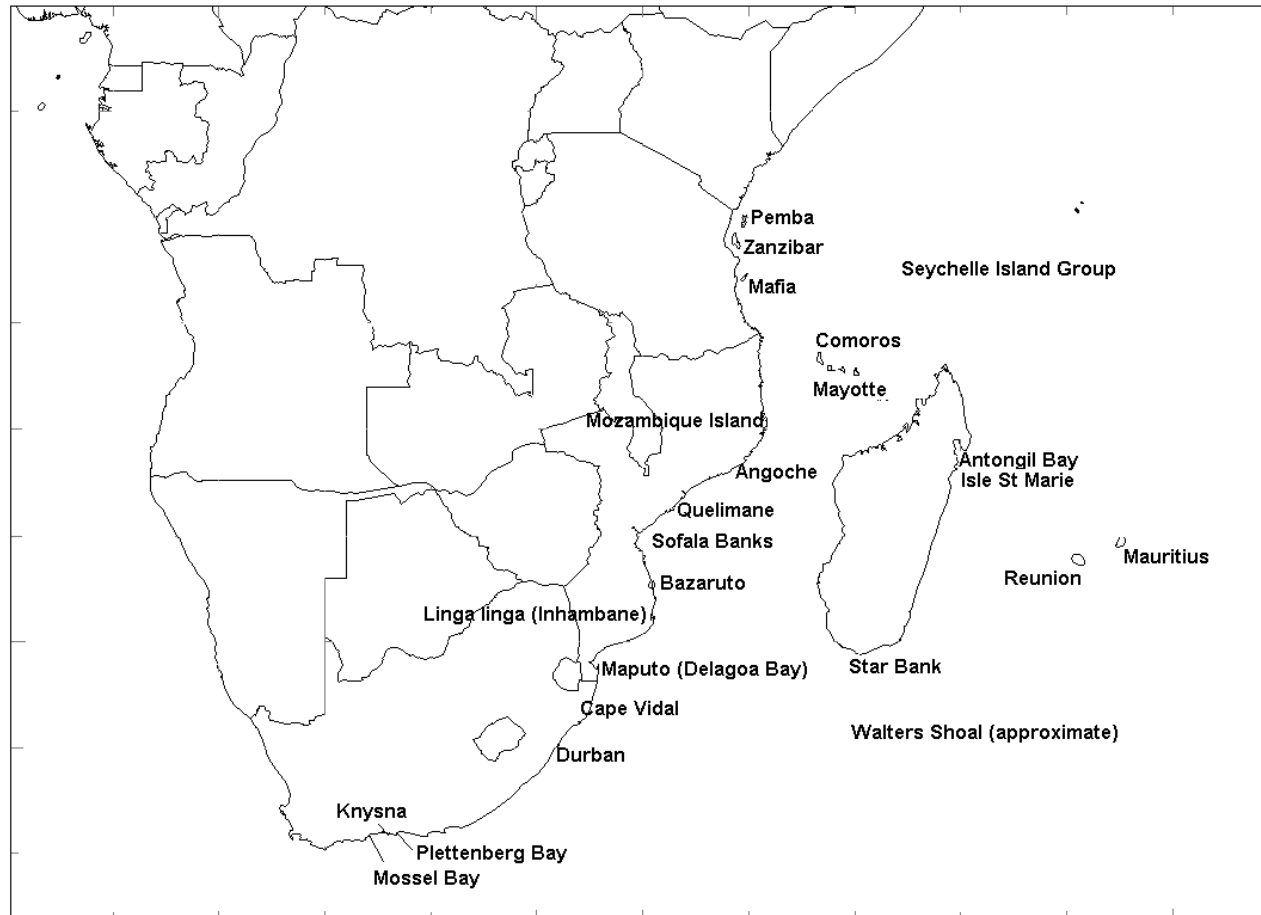 Pemba
Zanzibar
Seychelle Island Group
Mafia
Comoros
Mayotte
Mozambique Island
Antongil Bay
Isle St Marie
Angoche
Quelimane
Sofala Banks
Mauritius
Reunion
Bazaruto
Linga linga (Inhambane)
Star Bank
Maputo (Delagoa Bay)
Cape Vidal
Walters Shoal (approximate)
Durban
Knysna
Plettenberg Bay
Mossel Bay